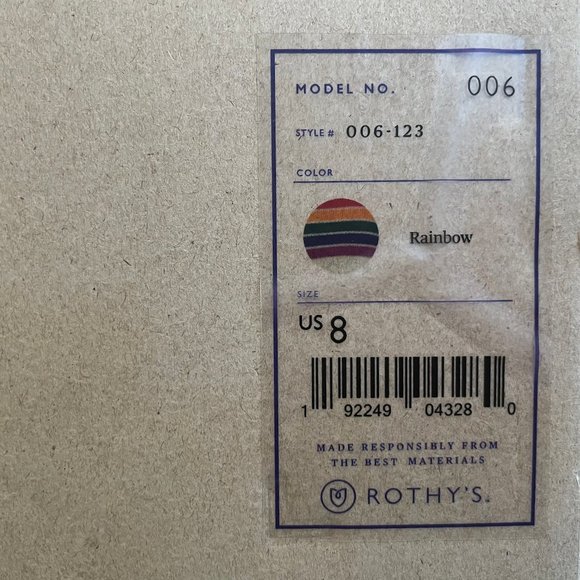 MODEL NO. 006
STYLE # 006-123
COLOR
Rainbow
SIZE
US 8
1 92249 04328 0
MADE RESPONSIBLY FROM
THE BEST MATERIALS
ROTHY'S™